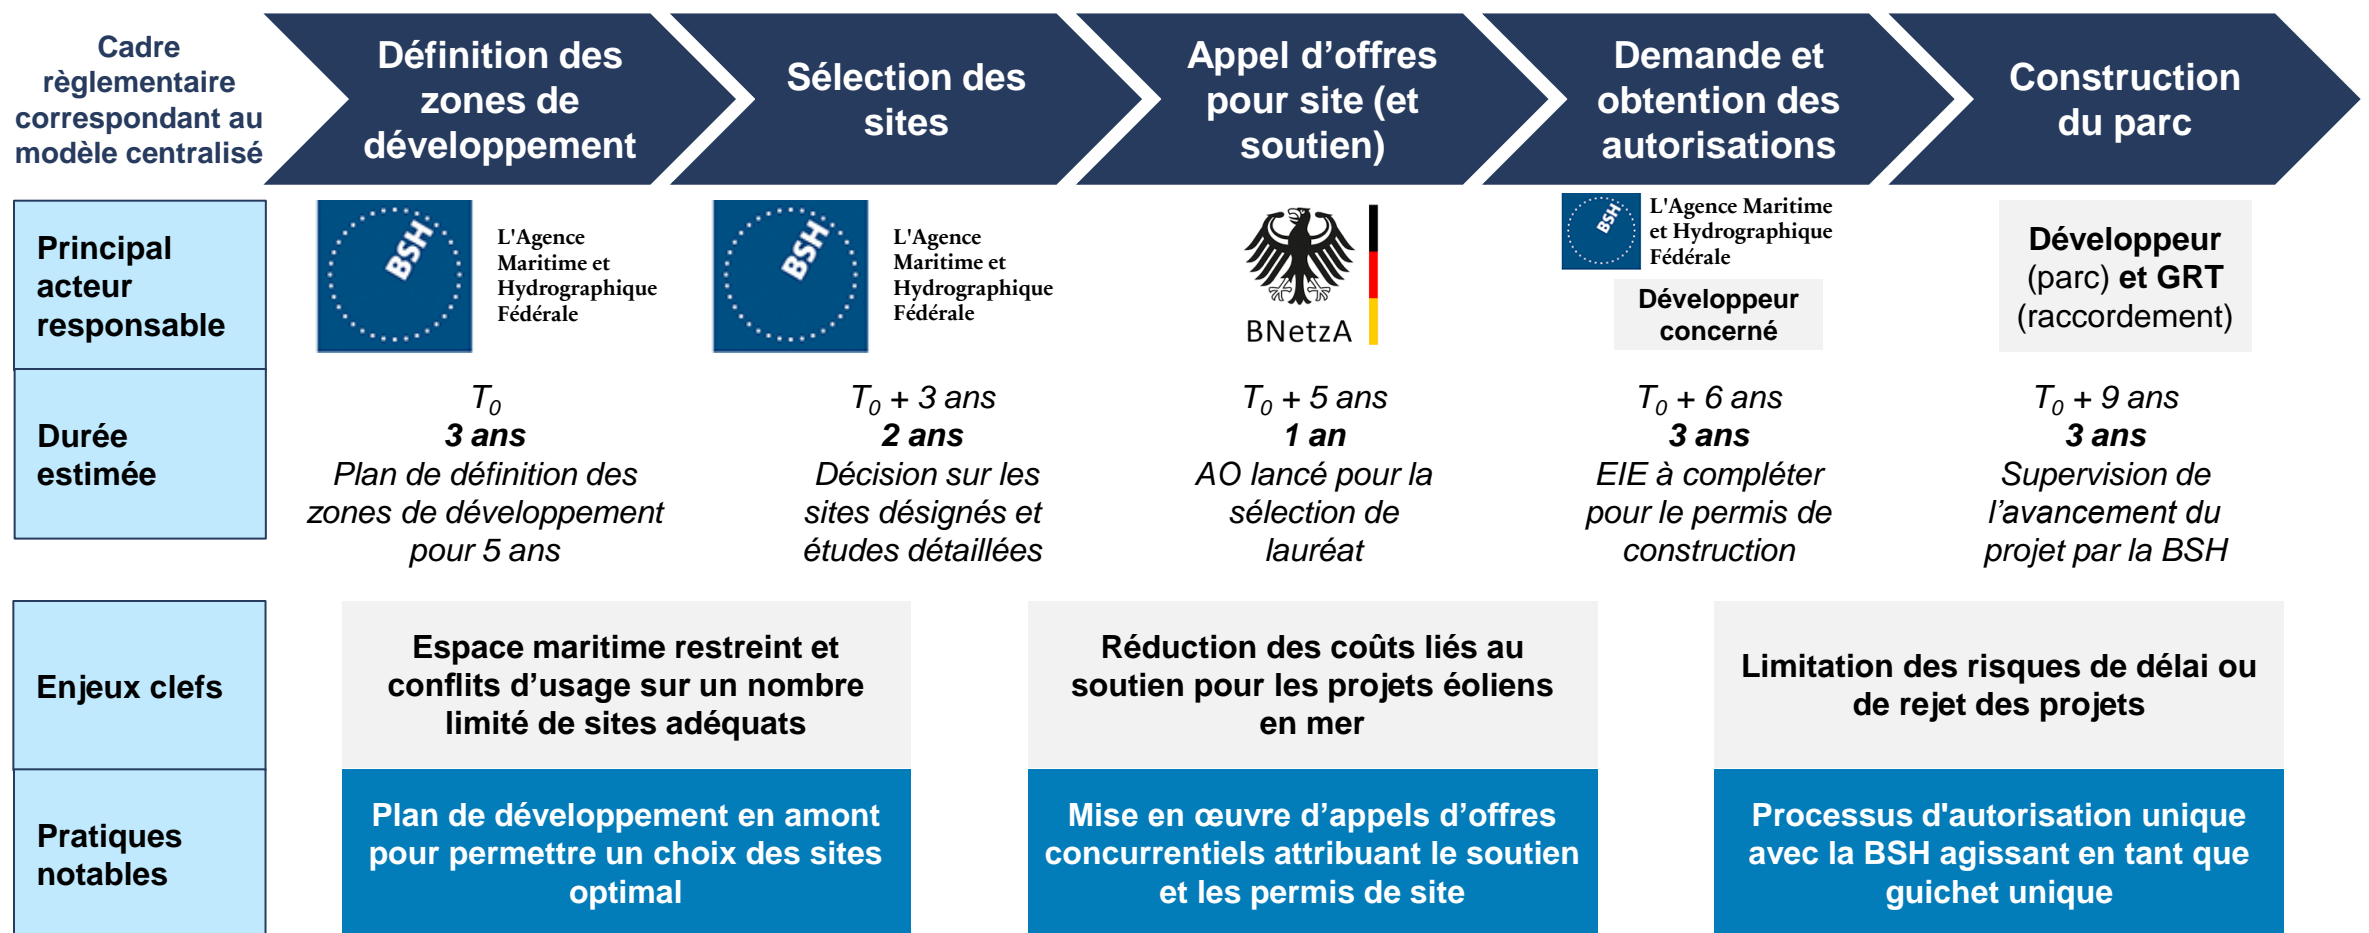 Cadre
règlementaire
correspondant au
modèle centralisé
Définition des
zones de
développement
Sélection des
sites
Appel d’offres
pour site (et
soutien)
Demande et
obtention des
autorisations
Construction
du parc
Principal
acteur
responsable
BSH
L'Agence
Maritime et
Hydrographique
Fédérale
BSH
L'Agence
Maritime et
Hydrographique
Fédérale
BNetzA
BSH
L'Agence Maritime
et Hydrographique
Fédérale
Développeur
concerné
Développeur
(parc) et GRT
(raccordement)
Durée
estimée
T0
3 ans
Plan de définition des
zones de développement
pour 5 ans
T0 + 3 ans
2 ans
Décision sur les
sites désignés et
études détaillées
T0 + 5 ans
1 an
AO lancé pour la
sélection de
lauréat
T0 + 6 ans
3 ans
EIE à compléter
pour le permis de
construction
T0 + 9 ans
3 ans
Supervision de
l’avancement du
projet par la BSH
Enjeux clefs
Espace maritime restreint et
conflits d’usage sur un nombre
limité de sites adéquats
Réduction des coûts liés au
soutien pour les projets éoliens
en mer
Limitation des risques de délai ou
de rejet des projets
Pratiques
notables
Plan de développement en amont
pour permettre un choix des sites
optimal
Mise en œuvre d’appels d’offres
concurrentiels attribuant le soutien
et les permis de site
Processus d'autorisation unique
avec la BSH agissant en tant que
guichet unique